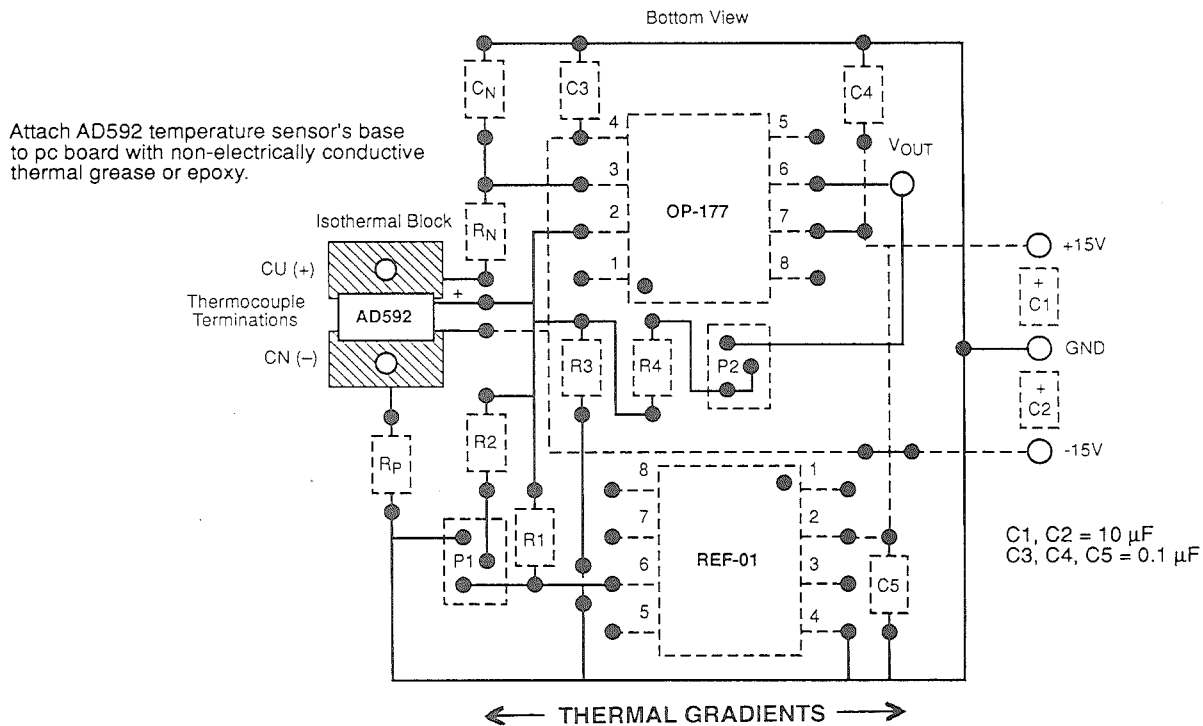 Bottom View
Attach AD592 temperature sensor's base
to pc board with non-electrically conductive
thermal grease or epoxy.
CN
C3
C4
4
5
VOUT
3
6
OP-177
2
7
RN
1
8
Isothermal Block
CU (+)
+
Thermocouple
Terminations
AD592
CN (–)
+15V
+
C1
GND
+
C2
-15V
R3
R4
P2
R2
RP
P1
R1
8
1
7
2
6
REF-01
3
5
4
C5
C1, C2 = 10 µF
C3, C4, C5 = 0.1 µF
← THERMAL GRADIENTS →